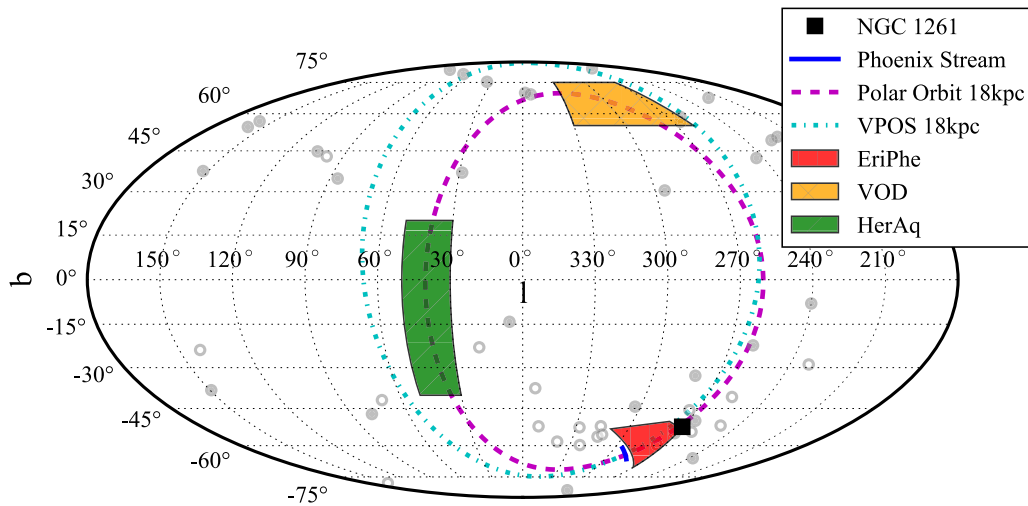 NGC 1261
Phoenix Stream
Polar Orbit 18kpc
VPOS 18kpc
EriPhe
VOD
HerAq
75°
60°
45°
30°
15°
0°
-15°
-30°
-45°
-60°
-75°
b
150° 120° 90° 60° 30 0° 330° 300° 270° 240° 210°
l